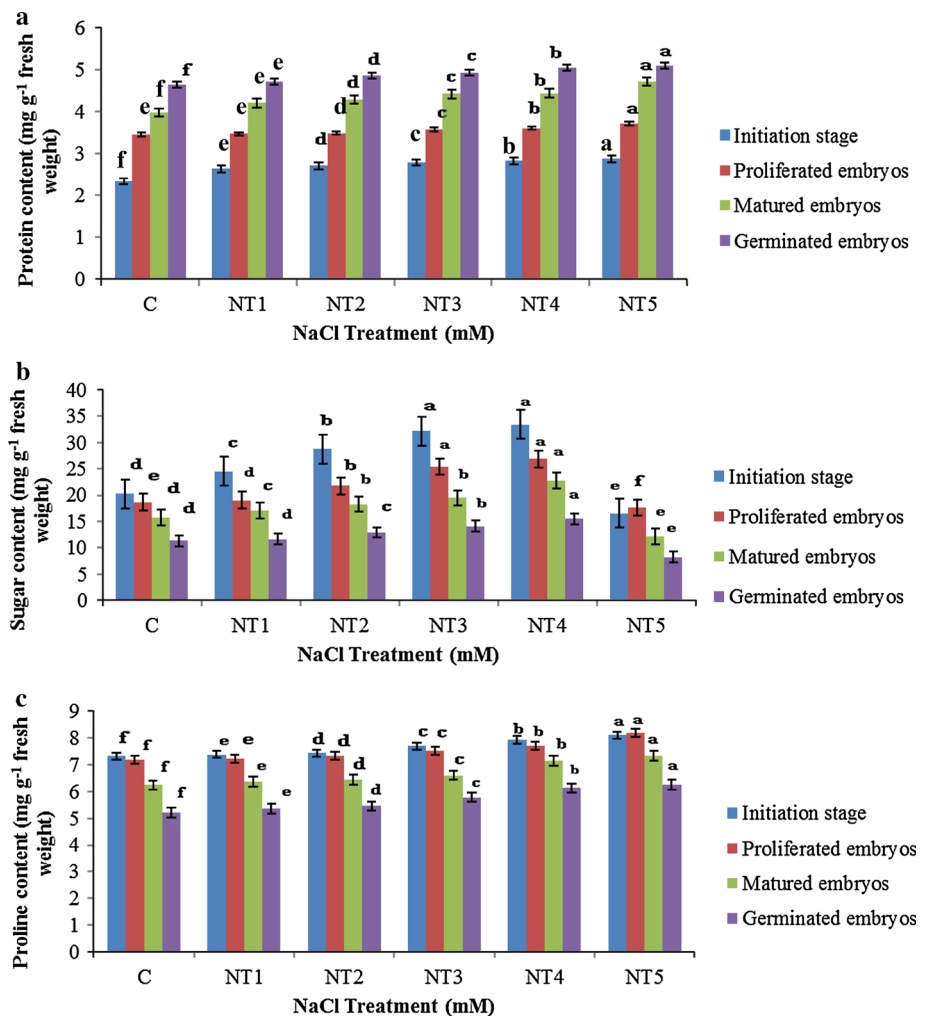 a
Protein content (mg g-1 fresh
weight)
6
5
4
3
2
1
0
f e f f
e e e e
d d d d
c c c c
b b b b
a a a a
C NT1 NT2 NT3 NT4 NT5
NaCl Treatment (mM)
Initiation stage
Proliferated embryos
Matured embryos
Germinated embryos
b
Sugar content (mg g-1 fresh
weight)
40
35
30
25
20
15
10
5
0
d e d d
c d c d
b b b c
a a b b
a a a a
e f e e
C NT1 NT2 NT3 NT4 NT5
NaCl Treatment (mM)
Initiation stage
Proliferated embryos
Matured embryos
Germinated embryos
c
Proline content (mg g-1 fresh
weight)
9
8
7
6
5
4
3
2
1
0
f f f f
e e e e
d d d d
c c c c
b b b b
a a a a
C NT1 NT2 NT3 NT4 NT5
NaCl Treatment (mM)
Initiation stage
Proliferated embryos
Matured embryos
Germinated embryos